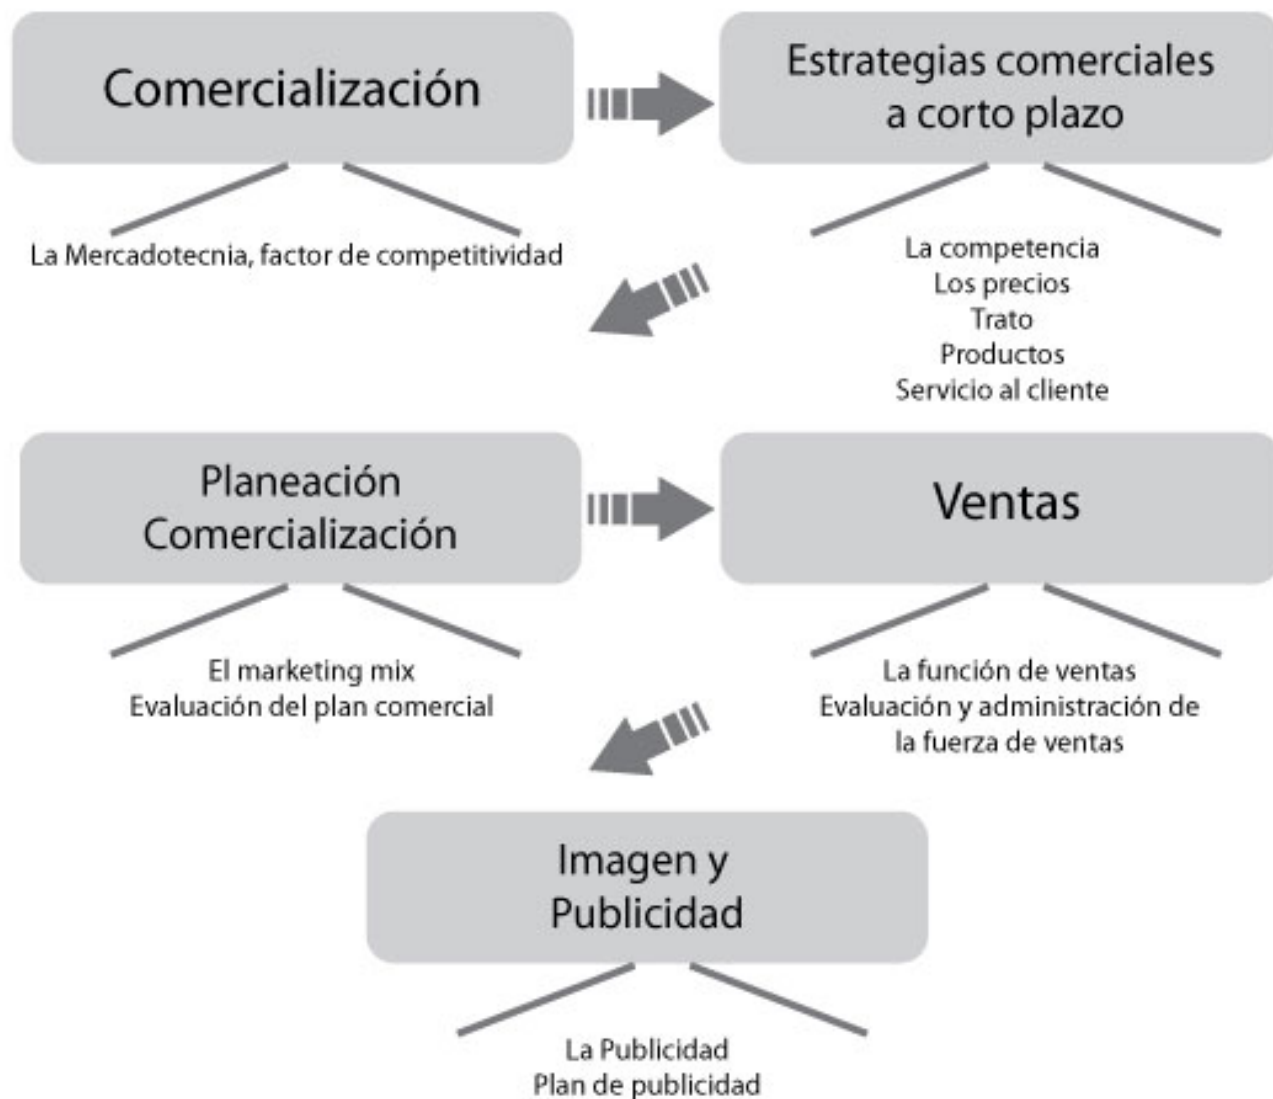 Comercialización
La Mercadotecnia, factor de competitividad
Estrategias comerciales
a corto plazo
La competencia
Los precios
Trato
Productos
Servicio al cliente
Planeación
Comercialización
El marketing mix
Evaluación del plan comercial
Ventas
La función de ventas
Evaluación y administración de
la fuerza de ventas
Imagen y
Publicidad
La Publicidad
Plan de publicidad